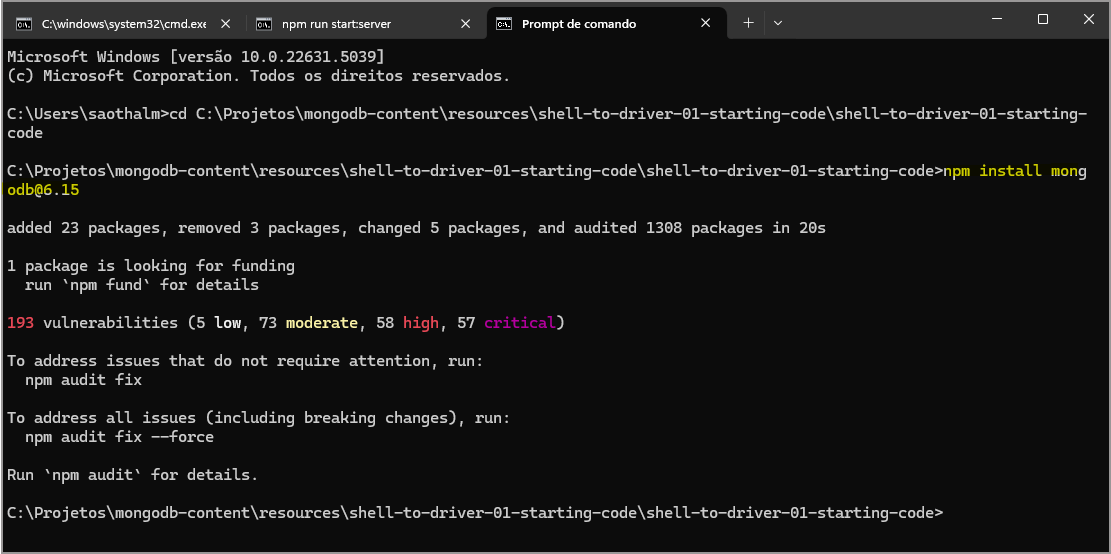 C:\windows\system32\cmd.exe
npm run start:server
Prompt de comando
Microsoft Windows [versão 10.0.22631.5039]
(c) Microsoft Corporation. Todos os direitos reservados.
C:\Users\saothalm>cd C:\Projetos\mongodb-content\resources\shell-to-driver-01-starting-code\shell-to-driver-01-starting-
code
C:\Projetos\mongodb-content\resources\shell-to-driver-01-starting-code\shell-to-driver-01-starting-code>npm install mong
odb@6.15
added 23 packages, removed 3 packages, changed 5 packages, and audited 1308 packages in 20s
1 package is looking for funding
run `npm fund` for details
193 vulnerabilities (5 low, 73 moderate, 58 high, 57 critical)
To address issues that do not require attention, run:
npm audit fix
To address all issues (including breaking changes), run:
npm audit fix --force
Run `npm audit` for details.
C:\Projetos\mongodb-content\resources\shell-to-driver-01-starting-code\shell-to-driver-01-starting-code>